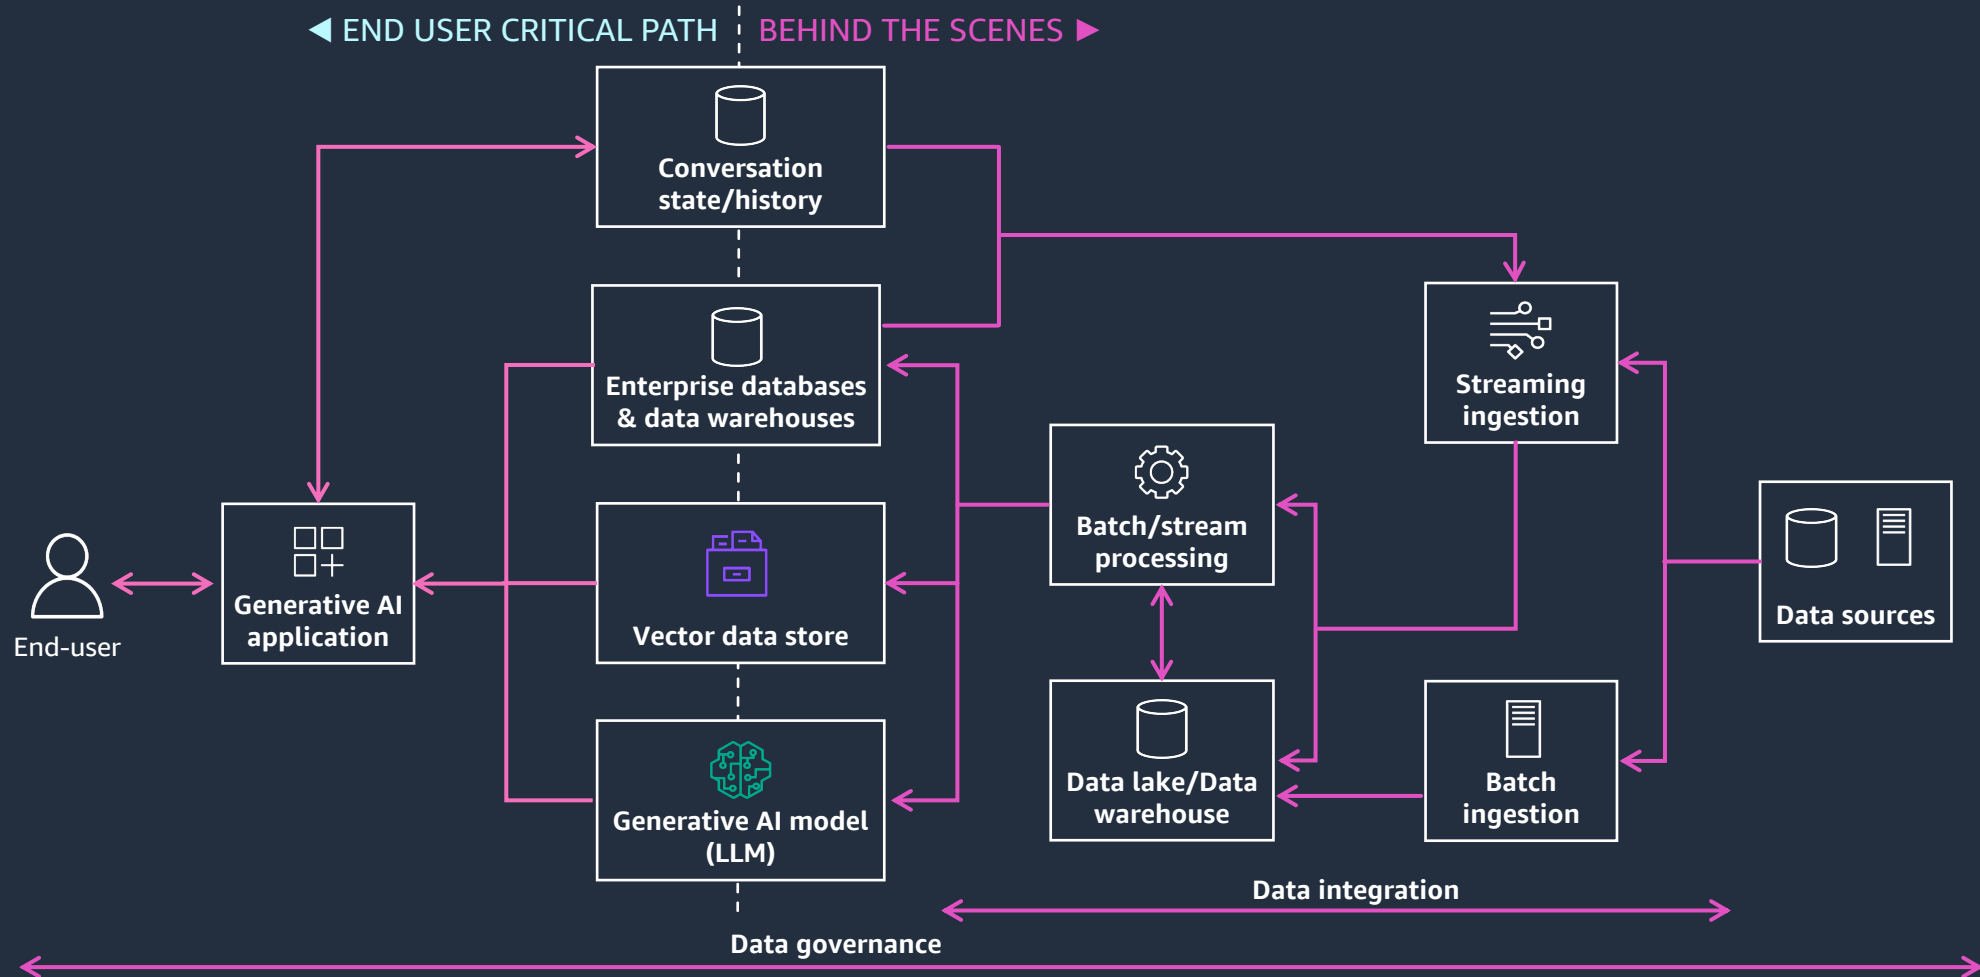 END USER CRITICAL PATH
BEHIND THE SCENES
Conversation
state/history
Enterprise databases
& data warehouses
Streaming
ingestion
Batch/stream
processing
Generative AI
application
End-user
Vector data store
Data sources
Data lake/Data
warehouse
Batch
ingestion
Generative AI model
(LLM)
Data integration
Data governance